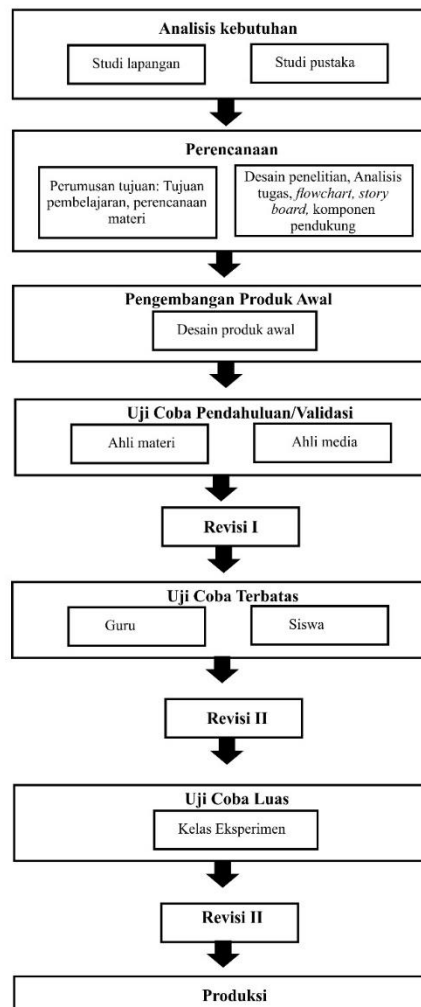 Analisis kebutuhan
Studi lapangan
Studi pustaka
Perencanaan
Perumusan tujuan: Tujuan
pembelajaran, perencanaan
materi
Desain penelitian, Analisis
tugas, flowchart, story
board, komponen
pendukung
Pengembangan Produk Awal
Desain produk awal
Uji Coba Pendahuluan/Validasi
Ahli materi
Ahli media
Revisi I
Uji Coba Terbatas
Guru
Siswa
Revisi II
Uji Coba Luas
Kelas Eksperimen
Revisi II
Produksi